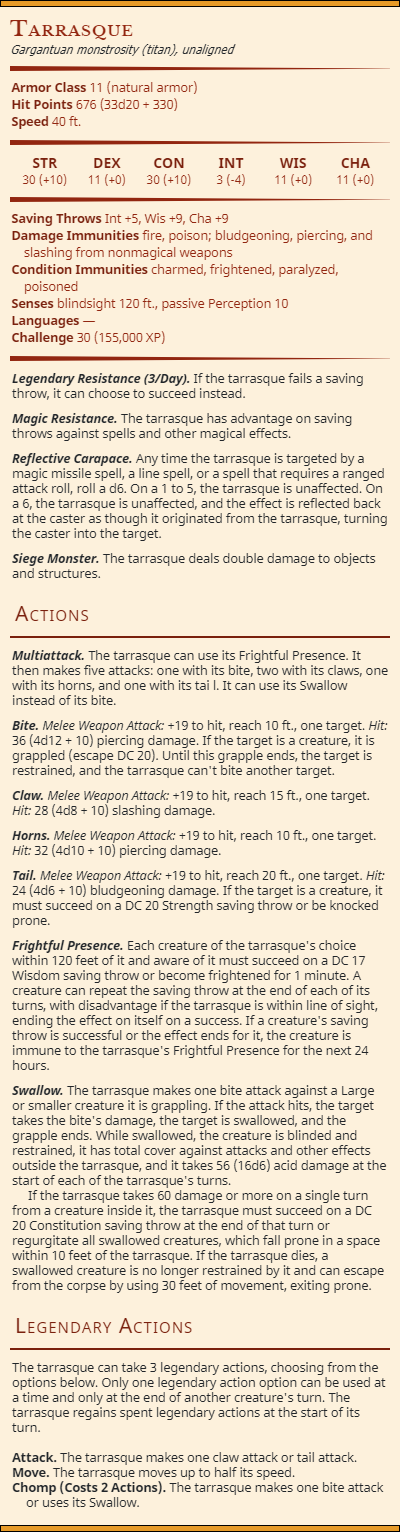 Tarrasque
Gargantuan monstrosity (titan), unaligned
Armor Class 11 (natural armor)
Hit Points 676 (33d20 + 330)
Speed 40 ft.
STR DEX CON INT WIS CHA
30 (+10) 11 (+0) 30 (+10) 3 (-4) 11 (+0) 11 (+0)
Saving Throws Int +5, Wis +9, Cha +9
Damage Immunities fire, poison; bludgeoning, piercing, and
slashing from nonmagical weapons
Condition Immunities charmed, frightened, paralyzed,
poisoned
Senses blindsight 120 ft., passive Perception 10
Languages —
Challenge 30 (155,000 XP)
Legendary Resistance (3/Day). If the tarrasque fails a saving
throw, it can choose to succeed instead.
Magic Resistance. The tarrasque has advantage on saving
throws against spells and other magical effects.
Reflective Carapace. Any time the tarrasque is targeted by a
magic missile spell, a line spell, or a spell that requires a ranged
attack roll, roll a d6. On a 1 to 5, the tarrasque is unaffected. On
a 6, the tarrasque is unaffected, and the effect is reflected back
at the caster as though it originated from the tarrasque, turning
the caster into the target.
Siege Monster. The tarrasque deals double damage to objects
and structures.
Actions
Multiattack. The tarrasque can use its Frightful Presence. It
then makes five attacks: one with its bite, two with its claws, one
with its horns, and one with its tai l. It can use its Swallow
instead of its bite.
Bite. Melee Weapon Attack: +19 to hit, reach 10 ft., one target. Hit:
36 (4d12 + 10) piercing damage. If the target is a creature, it is
grappled (escape DC 20). Until this grapple ends, the target is
restrained, and the tarrasque can't bite another target.
Claw. Melee Weapon Attack: +19 to hit, reach 15 ft., one target.
Hit: 28 (4d8 + 10) slashing damage.
Horns. Melee Weapon Attack: +19 to hit, reach 10 ft., one target.
Hit: 32 (4d10 + 10) piercing damage.
Tail. Melee Weapon Attack: +19 to hit, reach 20 ft., one target. Hit:
24 (4d6 + 10) bludgeoning damage. If the target is a creature, it
must succeed on a DC 20 Strength saving throw or be knocked
prone.
Frightful Presence. Each creature of the tarrasque's choice
within 120 feet of it and aware of it must succeed on a DC 17
Wisdom saving throw or become frightened for 1 minute. A
creature can repeat the saving throw at the end of each of its
turns, with disadvantage if the tarrasque is within line of sight,
ending the effect on itself on a success. If a creature's saving
throw is successful or the effect ends for it, the creature is
immune to the tarrasque's Frightful Presence for the next 24
hours.
Swallow. The tarrasque makes one bite attack against a Large
or smaller creature it is grappling. If the attack hits, the target
takes the bite's damage, the target is swallowed, and the
grapple ends. While swallowed, the creature is blinded and
restrained, it has total cover against attacks and other effects
outside the tarrasque, and it takes 56 (16d6) acid damage at the
start of each of the tarrasque's turns.
If the tarrasque takes 60 damage or more on a single turn
from a creature inside it, the tarrasque must succeed on a DC
20 Constitution saving throw at the end of that turn or
regurgitate all swallowed creatures, which fall prone in a space
within 10 feet of the tarrasque. If the tarrasque dies, a
swallowed creature is no longer restrained by it and can escape
from the corpse by using 30 feet of movement, exiting prone.
Legendary Actions
The tarrasque can take 3 legendary actions, choosing from the
options below. Only one legendary action option can be used at
a time and only at the end of another creature's turn. The
tarrasque regains spent legendary actions at the start of its
turn.
Attack. The tarrasque makes one claw attack or tail attack.
Move. The tarrasque moves up to half its speed.
Chomp (Costs 2 Actions). The tarrasque makes one bite attack
or uses its Swallow.